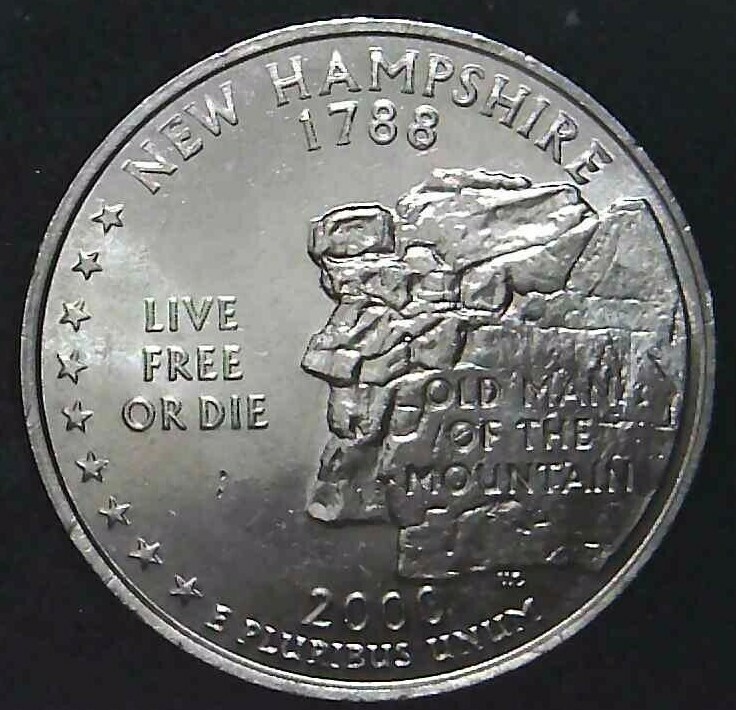 NEW HAMPSHIRE
1788
LIVE
FREE
OR DIE
OLD MAN
OF THE
MOUNTAIN
2000
E PLURIBUS UNUM